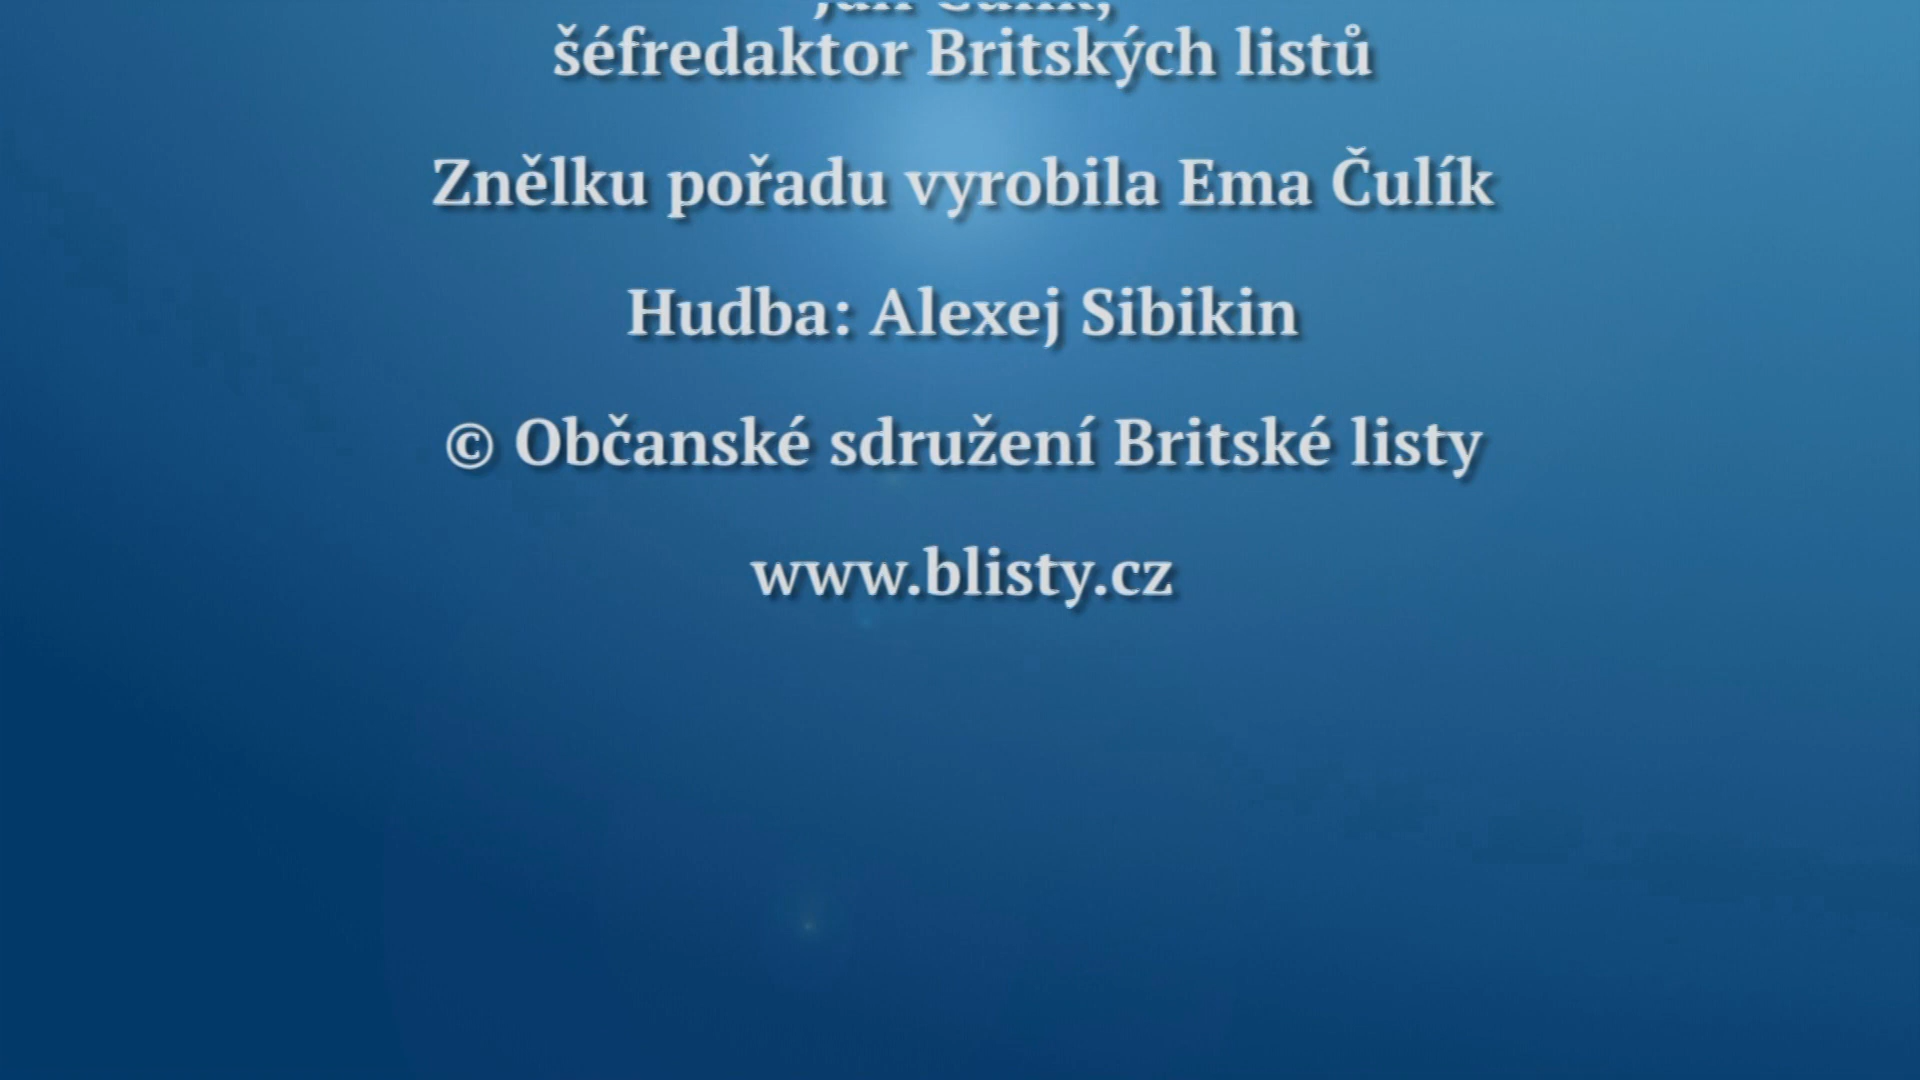 šéfredaktor Britských listů
Znělku pořadu vyrobila Ema Čulík
Hudba: Alexej Sibikin
© Občanské sdružení Britské listy
www.blisty.cz